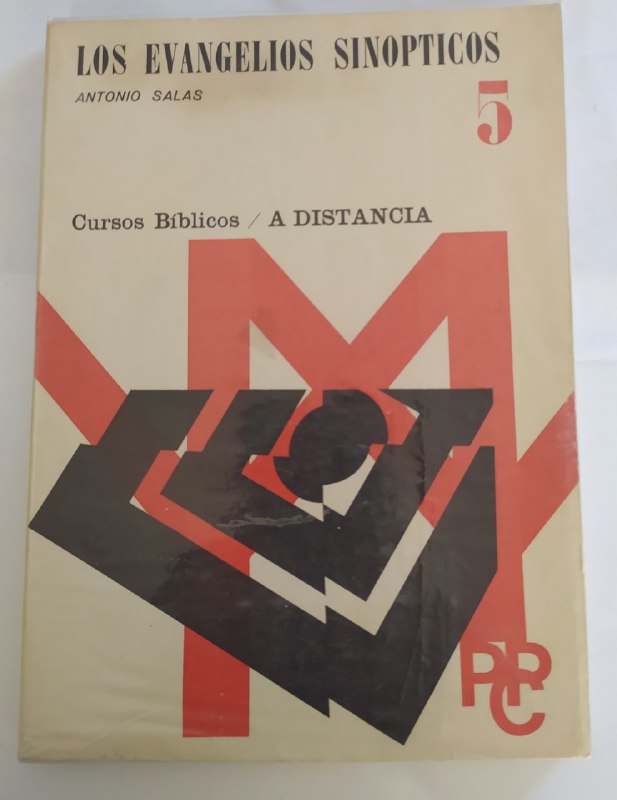 LOS EVANGELIOS SINOPTICOS
ANTONIO SALAS
5
Cursos Bíblicos / A DISTANCIA
PPC